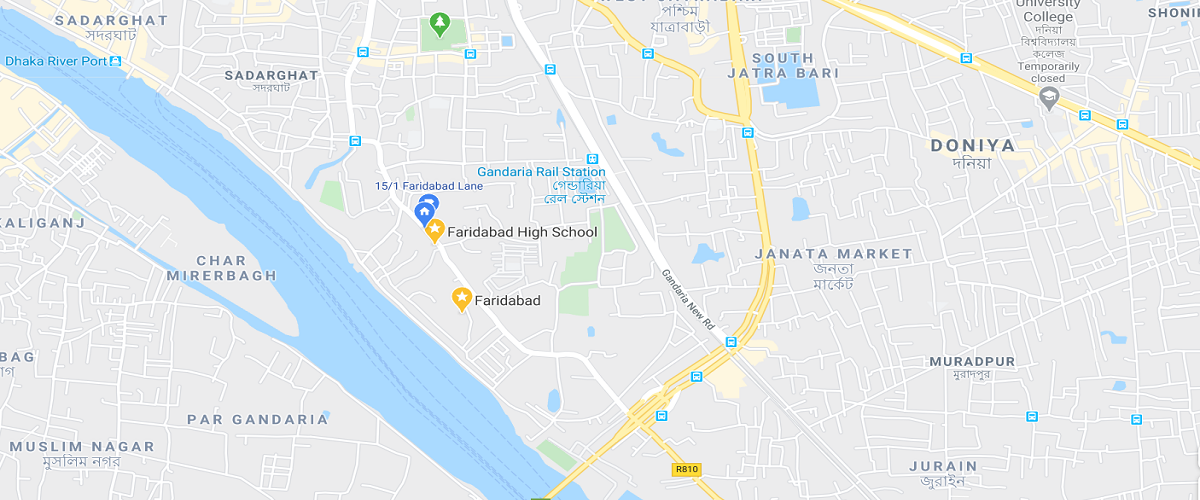 SADARGHAT
সদরঘাট
Dhaka River Port
SADARGHAT
সদরঘাট
পশ্চিম
যাত্রাবাড়ী
SOUTH
JATRA BARI
University
College
দনিয়া
বিশ্ববিদ্যালয়
কলেজ
Temporarily
closed
SHONI
DONIYA
দনিয়া
Gandaria Rail Station
গেন্ডারিয়া
রেল স্টেশন
15/1 Faridabad Lane
Faridabad High School
KALIGANJ
CHAR
MIRERBAGH
Faridabad
Gandaria New Rd
JANATA MARKET
জনতা
মার্কেট
MURADPUR
মুরাদপুর
BAG
গ
PAR GANDARIA
MUSLIM NAGAR
মুসলিম নগর
R810
JURAIN
জুরাইন